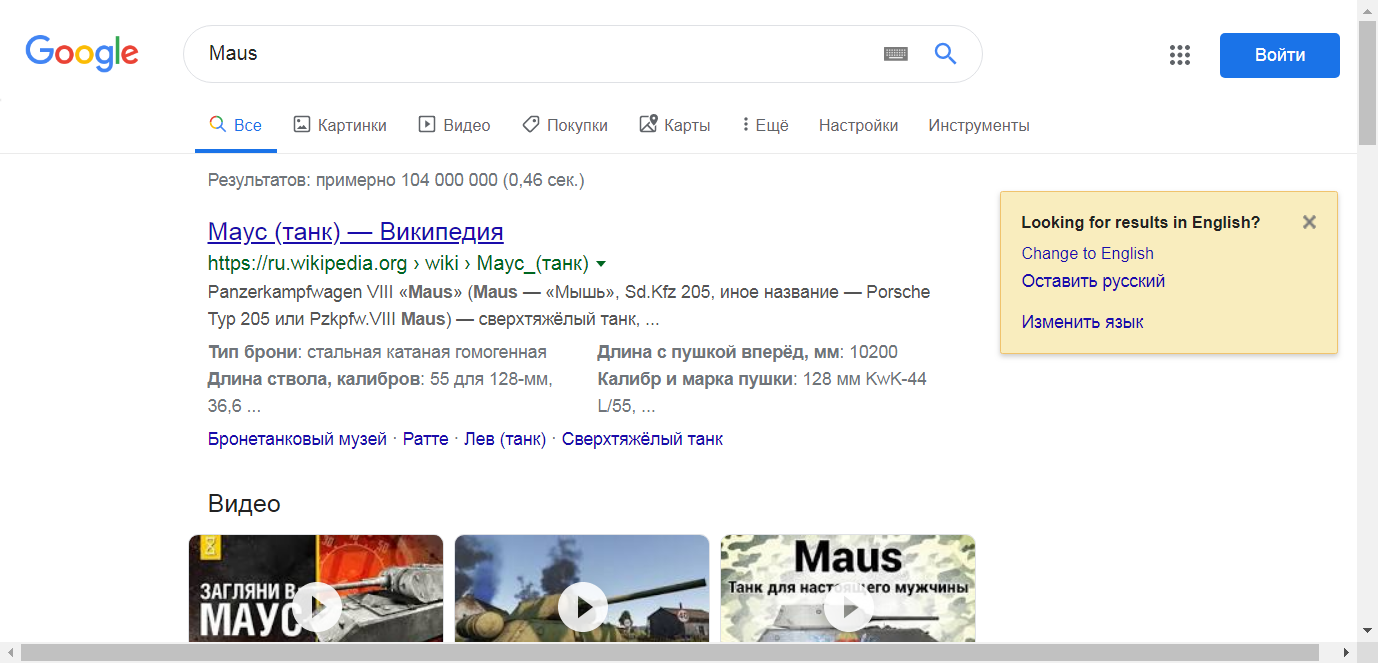 Google
Maus
Войти
Все
Картинки
Видео
Покупки
Карты
Ещё
Настройки
Инструменты
Результатов: примерно 104 000 000 (0,46 сек.)
Маус (танк) — Википедия
https://ru.wikipedia.org › wiki › Маус_(танк)
Panzerkampfwagen VIII «Maus» (Maus — «Мышь», Sd.Kfz 205, иное название — Porsche
Typ 205 или Pzkpfw.VIII Maus) — сверхтяжёлый танк, ...
Тип брони: стальная катаная гомогенная
Длина ствола, калибров: 55 для 128-мм,
36,6 ...
Длина с пушкой вперёд, мм: 10200
Калибр и марка пушки: 128 мм KwK-44
L/55, ...
Бронетанковый музей · Ратте · Лев (танк) · Сверхтяжёлый танк
Looking for results in English?
Change to English
Оставить русский
Изменить язык
Видео
ЗАГЛЯНИ В
МАУС
Maus
Танк для настоящего мужчины